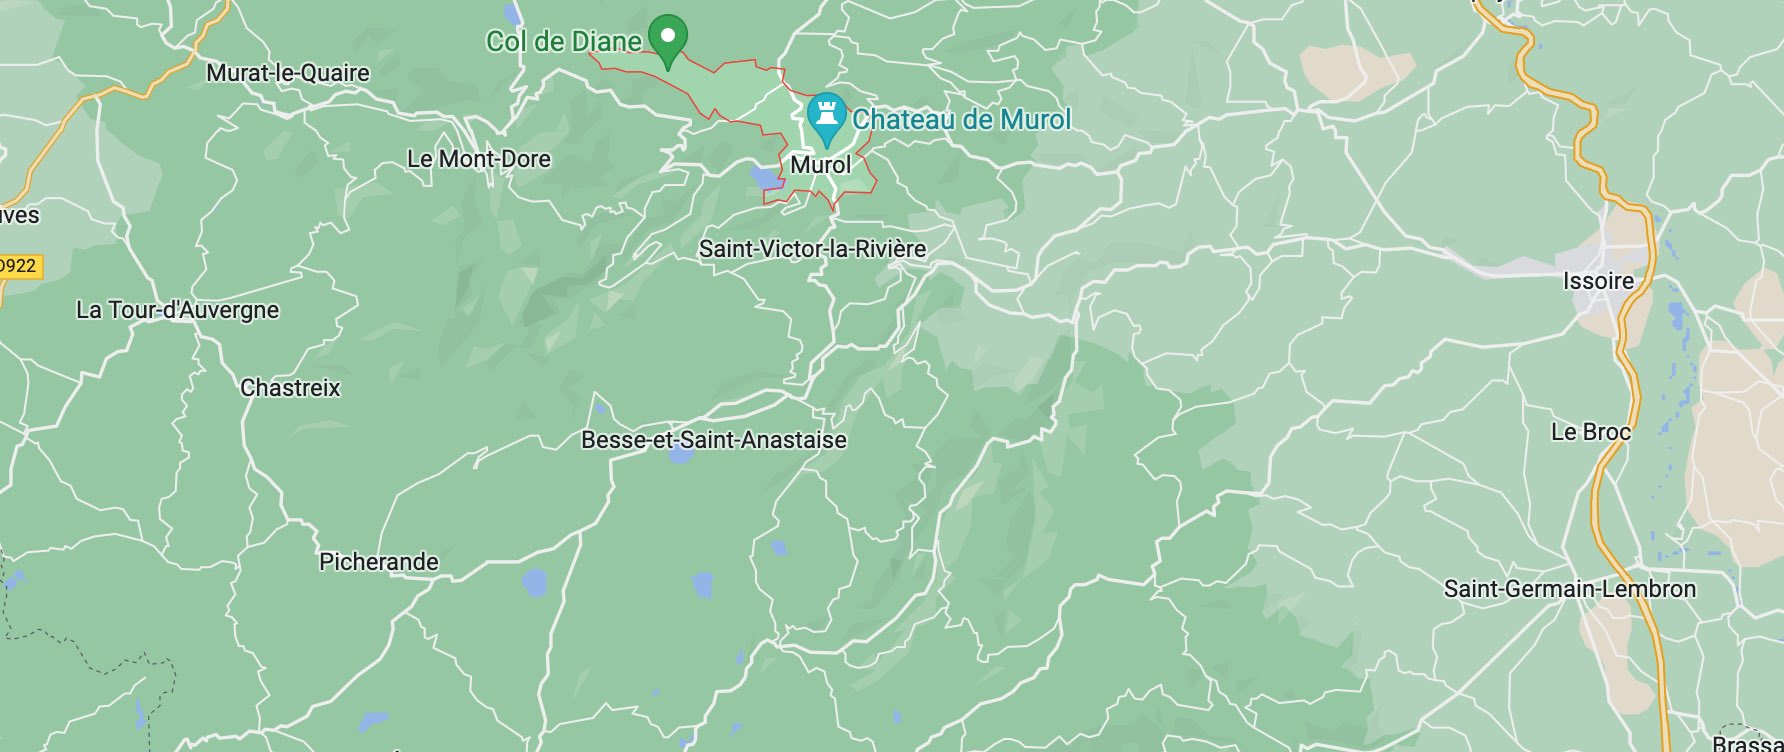 Col de Diane
Murat-le-Quaire
Chateau de Murol
Le Mont-Dore
Murol
Saint-Victor-la-Rivière
D922
Issoire
La Tour-d'Auvergne
Chastreix
Le Broc
Besse-et-Saint-Anastaise
Picherande
Saint-Germain-Lembron